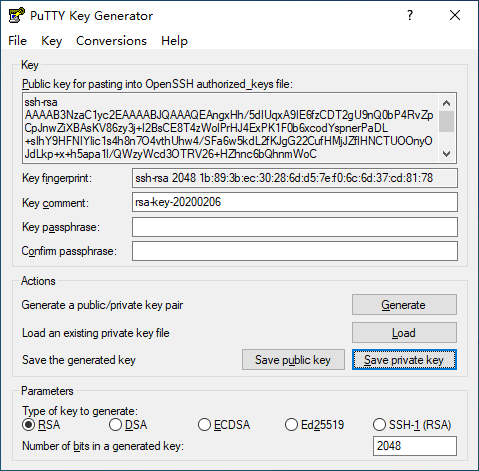 PuTTY Key Generator
?
File Key Conversions Help
Key
Public key for pasting into OpenSSH authorized_keys file:
ssh-rsa
AAAAB3NzaC1yc2EAAAABJQAAAQEAngxHh/5dIUqxA9IE6fzCDT2gU9nQ0bP4RvZp
CpJnwZiXBAsKV86zy3j+I2BsCE8T4zWolPrHJ4ExPK1F0b6xcodYspnerPaDL
+sIhY9HFNIYlic1s4h8n7O4vthUhw4/SFa6w5kdL2fKJgG22CufHMjJZflHNCTUOOnyO
JdLkp+x+h5apa1I/QWzyWcd3OTRV26+HZhnc6bQhnmWoC
Key fingerprint: ssh-rsa 2048 1b:89:3b:ec:30:28:6d:d5:7e:f0:6c:6d:37:cd:81:78
Key comment: rsa-key-20200206
Key passphrase:
Confirm passphrase:
Actions
Generate a public/private key pair Generate
Load an existing private key file Load
Save the generated key Save public key Save private key
Parameters
Type of key to generate:
RSA DSA ECDSA Ed25519 SSH-1 (RSA)
Number of bits in a generated key: 2048